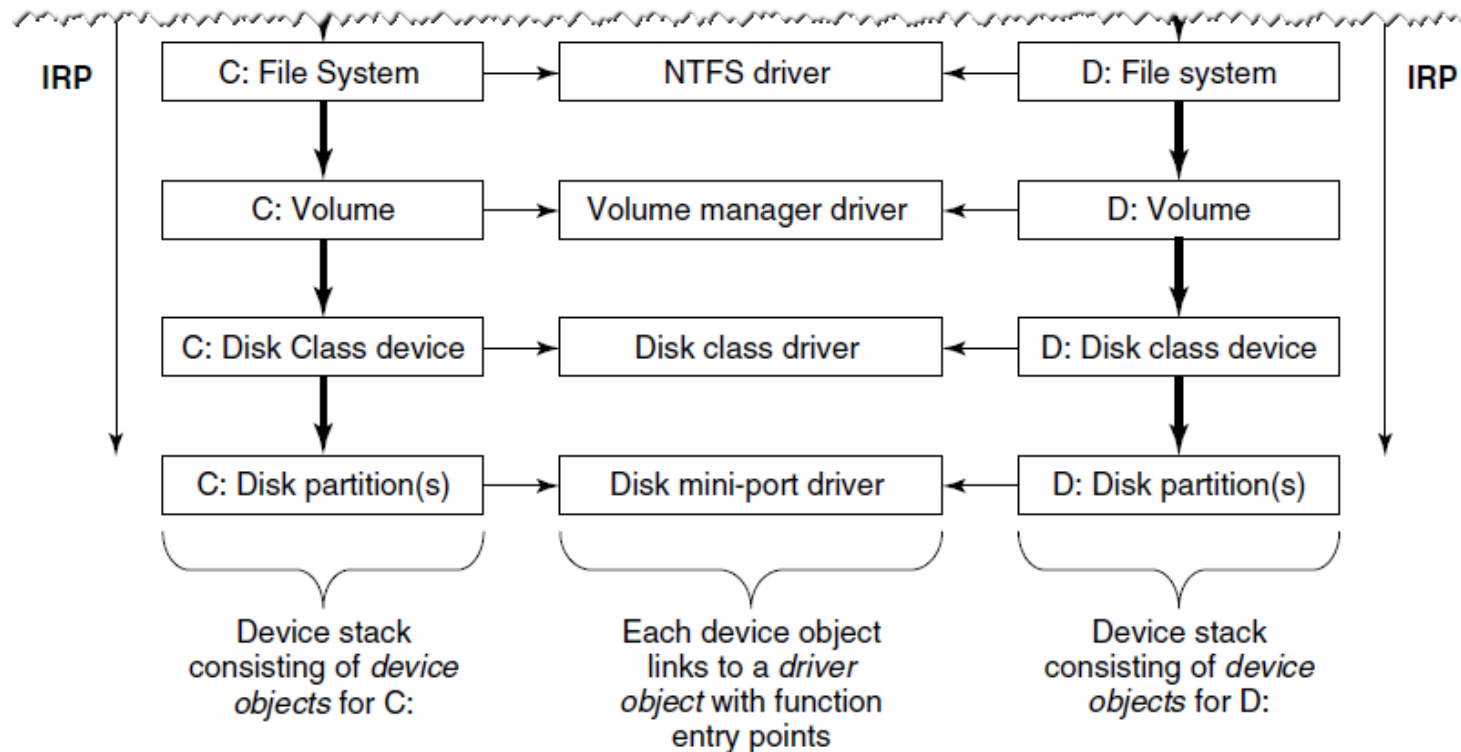 IRP
C: File System
NTFS driver
D: File system
IRP
C: Volume
Volume manager driver
D: Volume
C: Disk Class device
Disk class driver
D: Disk class device
C: Disk partition(s)
Disk mini-port driver
D: Disk partition(s)
Device stack
consisting of device
objects for C:
Each device object
links to a driver
object with function
entry points
Device stack
consisting of device
objects for D: